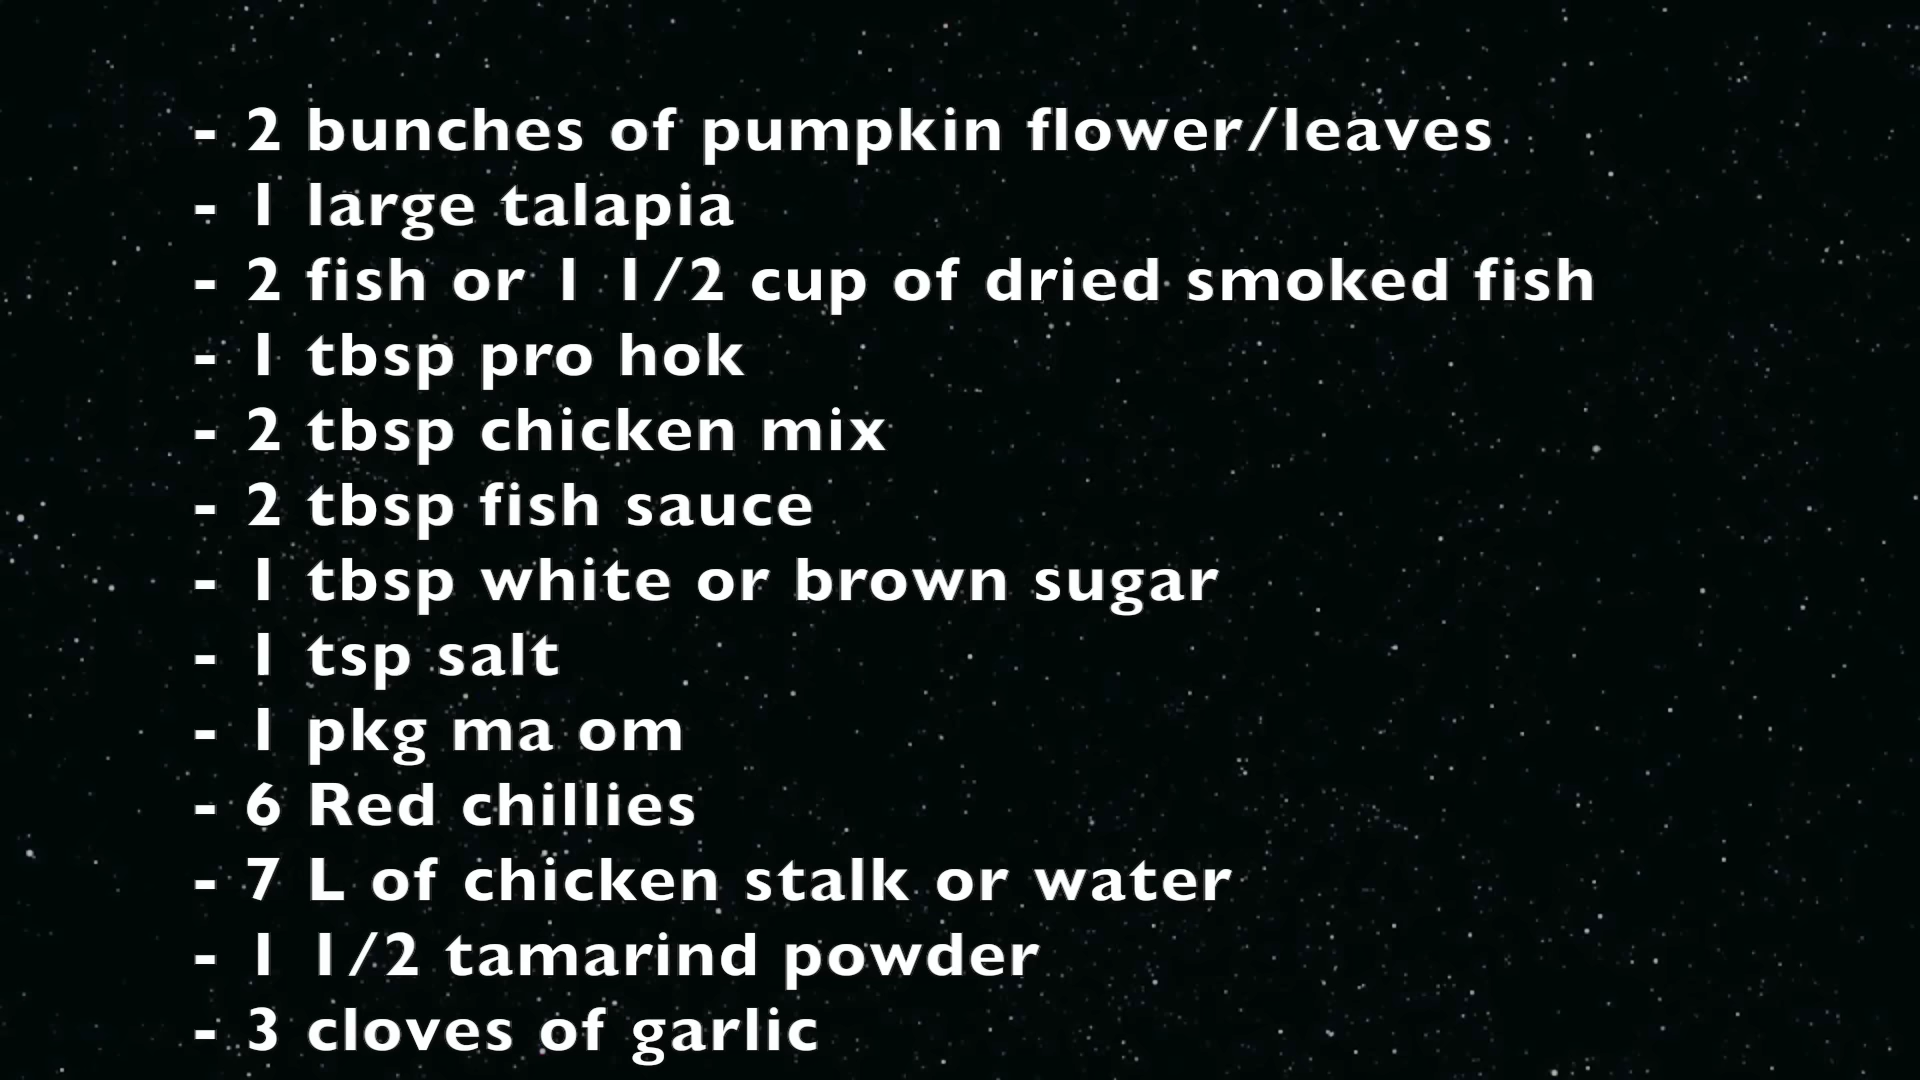 - 2 bunches of pumpkin flower/leaves
- 1 large talapia
- 2 fish or 1 1/2 cup of dried smoked fish
- 1 tbsp pro hok
- 2 tbsp chicken mix
- 2 tbsp fish sauce
- 1 tbsp white or brown sugar
- 1 tsp salt
- 1 pkg ma om
- 6 Red chillies
- 7 L of chicken stalk or water
- 1 1/2 tamarind powder
- 3 cloves of garlic